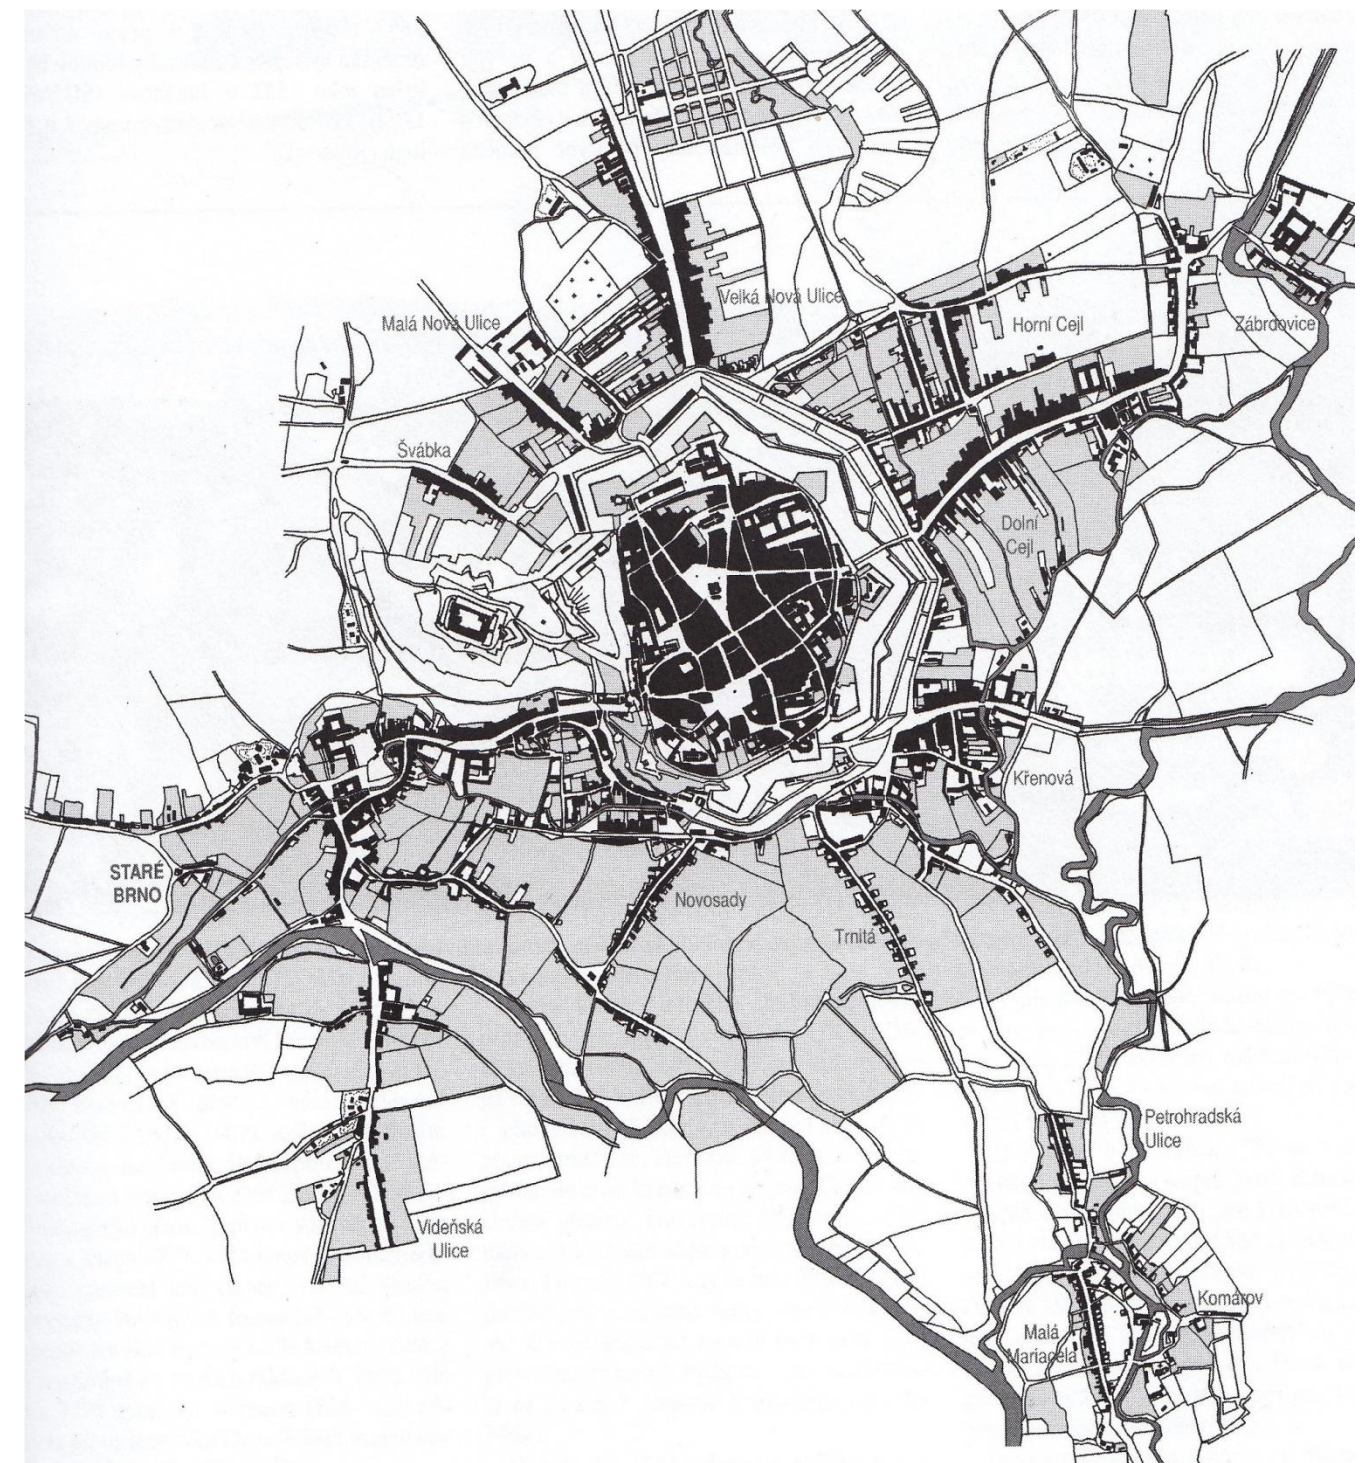 Velká Nová Ulice
Malá Nová Ulice
Horní Cejl
Zábrdovice
Švábka
Dolní
Cejl
Křenová
STARÉ
BRNO
Novosady
Trnitá
Petrohradská
Ulice
Vídeňská
Ulice
Komárov
Malá
Mariacela